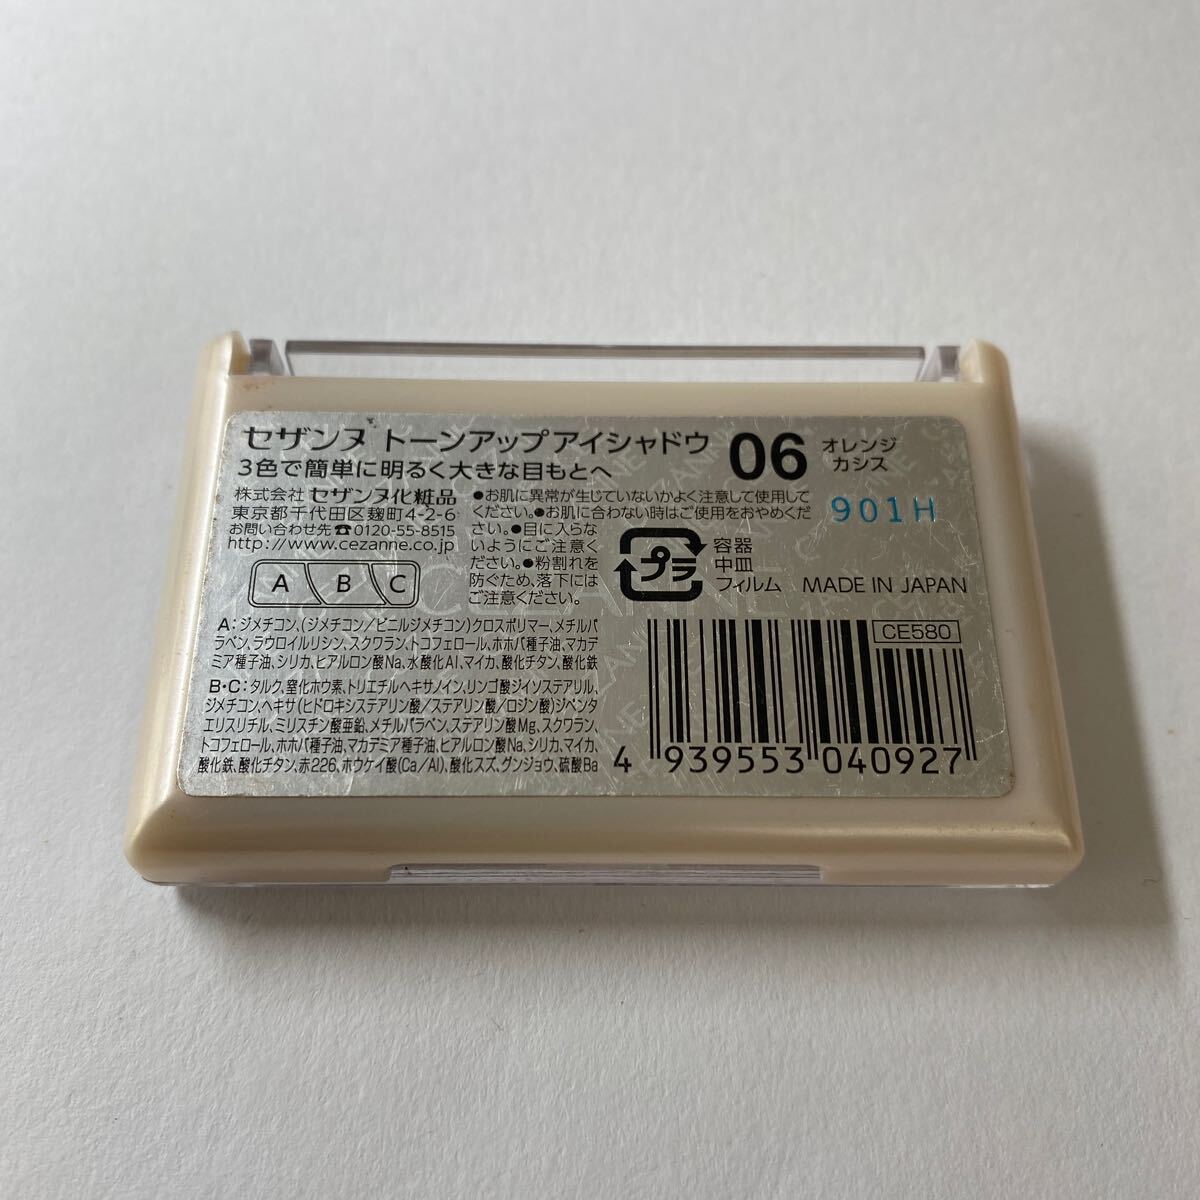 セザンヌ トーンアップアイシャドウ 06 オレンジ
カシス
3色で簡単に明るく大きな目もとへ
株式会社 セザンヌ化粧品
東京都千代田区麹町4-2-6
お問い合わせ先☎0120-55-8515
http://www.cezanne.co.jp
A B C
●お肌に異常が生じていないかよく注意して使用して
ください。●お肌に合わない時はご使用をおやめくだ
さい。●目に入らな
いようにご注意く
ださい。●粉割れを
防ぐため、落下には
ご注意ください。
901H
プラ
容器
中皿
フィルム
MADE IN JAPAN
A:ジメチコン、(ジメチコン/ビニルジメチコン)クロスポリマー、メチルパ
ラベン、ラウロイルリシン、スクワラン、トコフェロール、ホホバ種子油、マカデ
ミア種子油、シリカ、ヒアルロン酸Na、水酸化Al、マイカ、酸化チタン、酸化鉄
B・C:タルク、窒化ホウ素、トリエチルヘキサノイン、リンゴ酸ジイソステアリル、
ジメチコン、ヘキサ(ヒドロキシステアリン酸/ステアリン酸/ロジン酸)ジペンタ
エリスリチル、ミリスチン酸亜鉛、メチルパラベン、ステアリン酸Mg、スクワラン、
トコフェロール、ホホバ種子油、マカデミア種子油、ヒアルロン酸Na、シリカ、マイカ、
酸化鉄、酸化チタン、赤226、ホウケイ酸(Ca/Al)、酸化スズ、グンジョウ、硫酸Ba
CE580
4 939553 040927
CEZANNE